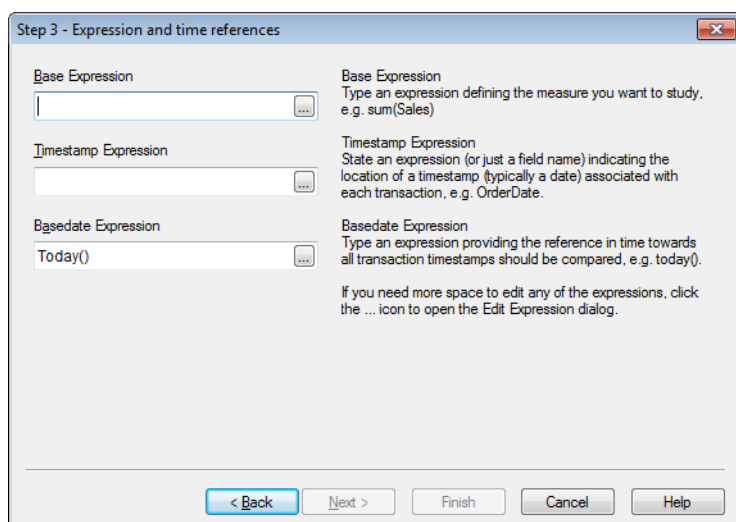 Step 3 - Expression and time references
Base Expression
...
Timestamp Expression
...
Basedate Expression
Today()
...
Base Expression
Type an expression defining the measure you want to study,
e.g. sum(Sales)
Timestamp Expression
State an expression (or just a field name) indicating the
location of a timestamp (typically a date) associated with
each transaction, e.g. OrderDate.
Basedate Expression
Type an expression providing the reference in time towards
all transaction timestamps should be compared, e.g. today().
If you need more space to edit any of the expressions, click
the ... icon to open the Edit Expression dialog.
< Back
Next >
Finish
Cancel
Help